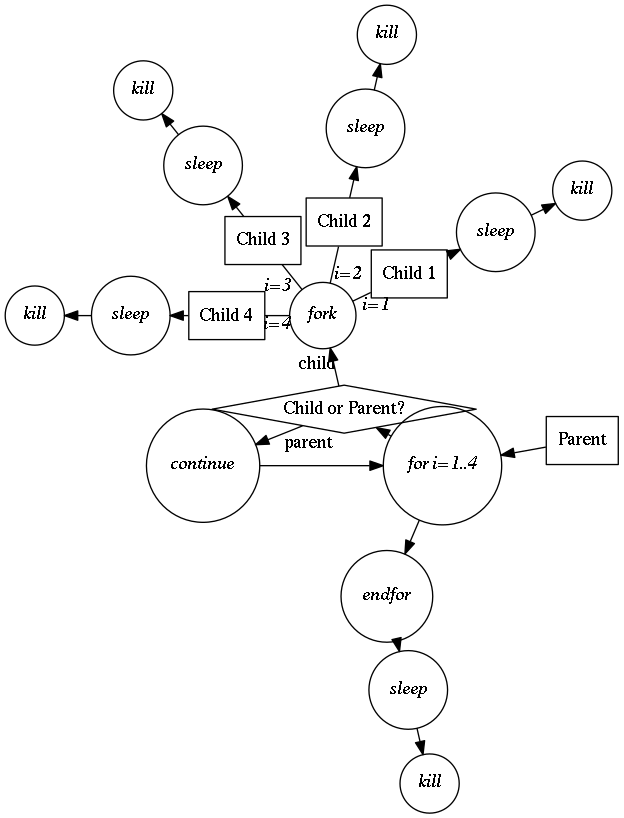 kill
kill
sleep
sleep
kill
Child 2
sleep
Child 3
Child 1
i=2
i=3
i=1
kill
sleep
Child 4
i=4
fork
child
Child or Parent?
parent
Parent
continue
for i=1..4
endfor
sleep
kill